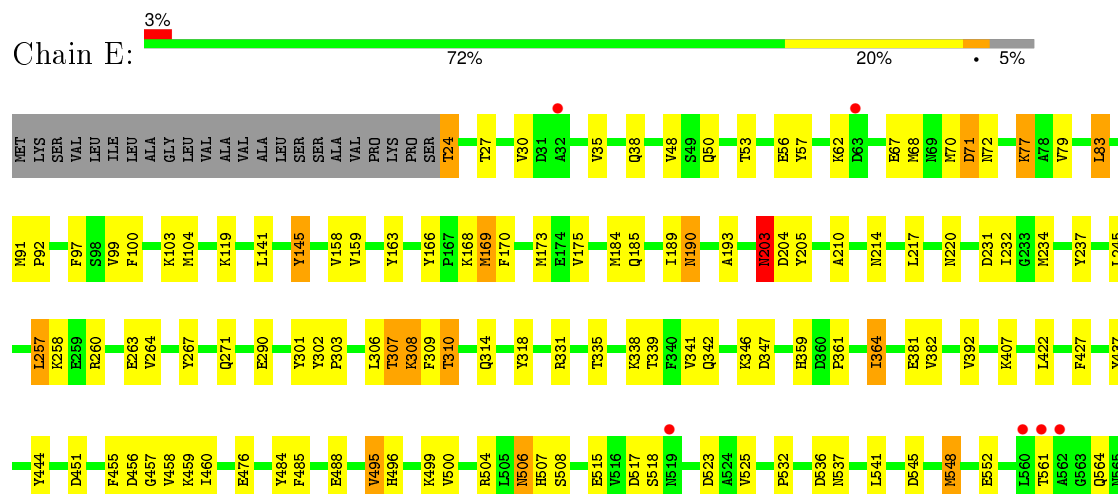 3%
Chain E:
72% 20% • 5%
MET LYS SER VAL LEU ILE LEU ALA GLY LEU VAL ALA VAL ALA LEU SER SER ALA VAL PRO LYS PRO SER T24 T27 V30 D31 A32 V35 Q38 V48 S49 Q50 T53 E56 Y57 K62 D63 E67 M68 N69 M70 D71 N72 K77 A78 V79 L83
M91 P92 F97 S98 V99 F100 K103 M104 K119 L141 Y145 V158 V159 Y163 Y166 P167 K168 M169 F170 M173 E174 V175 M184 Q185 I189 N190 A193 N203 D204 Y205 A210 N214 L217 N220 D231 I232 G233 M234 Y237 L245
L257 K258 E259 R260 E263 V264 Y267 Q271 E290 Y301 Y302 P303 L306 T307 K308 F309 T310 Q314 Y318 R331 T335 K338 T339 F340 V341 Q342 K346 D347 H359 D360 P361 I364 E381 V382 V392 K407 L422 F427 Y437
Y444 D451 F455 D456 G457 V458 K459 I460 E476 Y484 F485 E488 V495 H496 K499 V500 R504 L505 N506 H507 S508 E515 V516 D517 S518 N519 D523 A524 V525 P532 D536 N537 L541 D545 M548 E552 L560 T561 A562 G563 Q564 N565